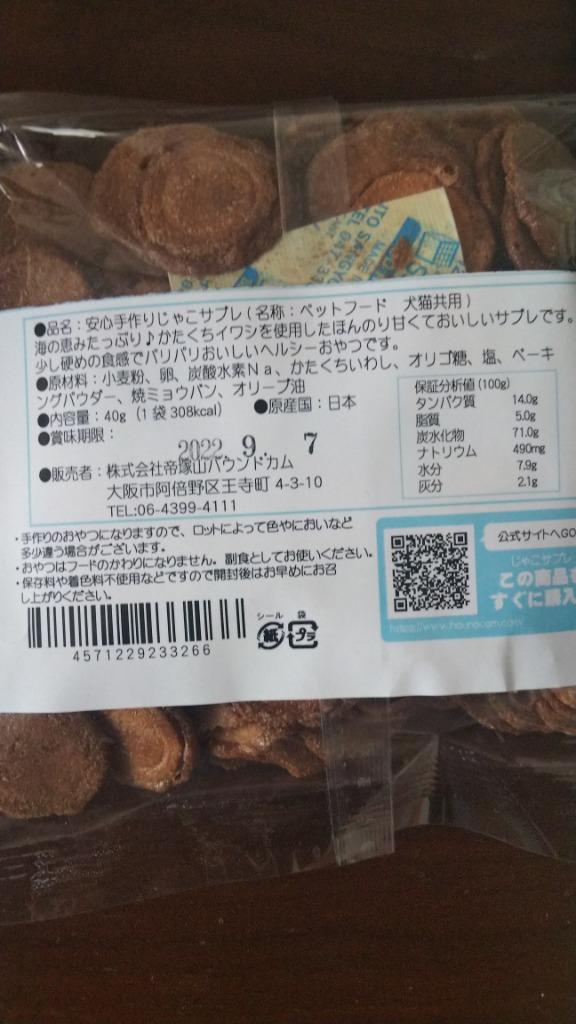 ●品名：安心手作りじゃこサブレ（名称：ペットフード 犬猫共用）
海の恵みたっぷり♪かたくちイワシを使用したほんのり甘くておいしいサブレです。
少し硬めの食感でバリバリおいしいヘルシーおやつです。
●原材料：小麦粉、卵、炭酸水素Na、かたくちいわし、オリゴ糖、塩、ベーキ
ングパウダー、焼ミョウバン、オリーブ油
●内容量：40g（1袋308kcal） ●原産国：日本
●賞味期限：
2022. 9. 7
●販売者：株式会社帝塚山ハウンドカム
大阪市阿倍野区王寺町 4-3-10
TEL:06-4399-4111
保証分析値(100g)
タンパク質 14.0g
脂質 5.0g
炭水化物 71.0g
ナトリウム 490mg
水分 7.9g
灰分 2.1g
・手作りのおやつになりますので、ロットによって色やにおいなど
多少違う場合がございます。
・おやつはフードのかわりになりません。副食としてお使いください。
・保存料や着色料不使用などですので開封後はお早めにお召
し上がりください。
4571229233266
シール 袋
紙 プラ
公式サイトへGO
じゃこサブレ
この商品を
すぐに購入